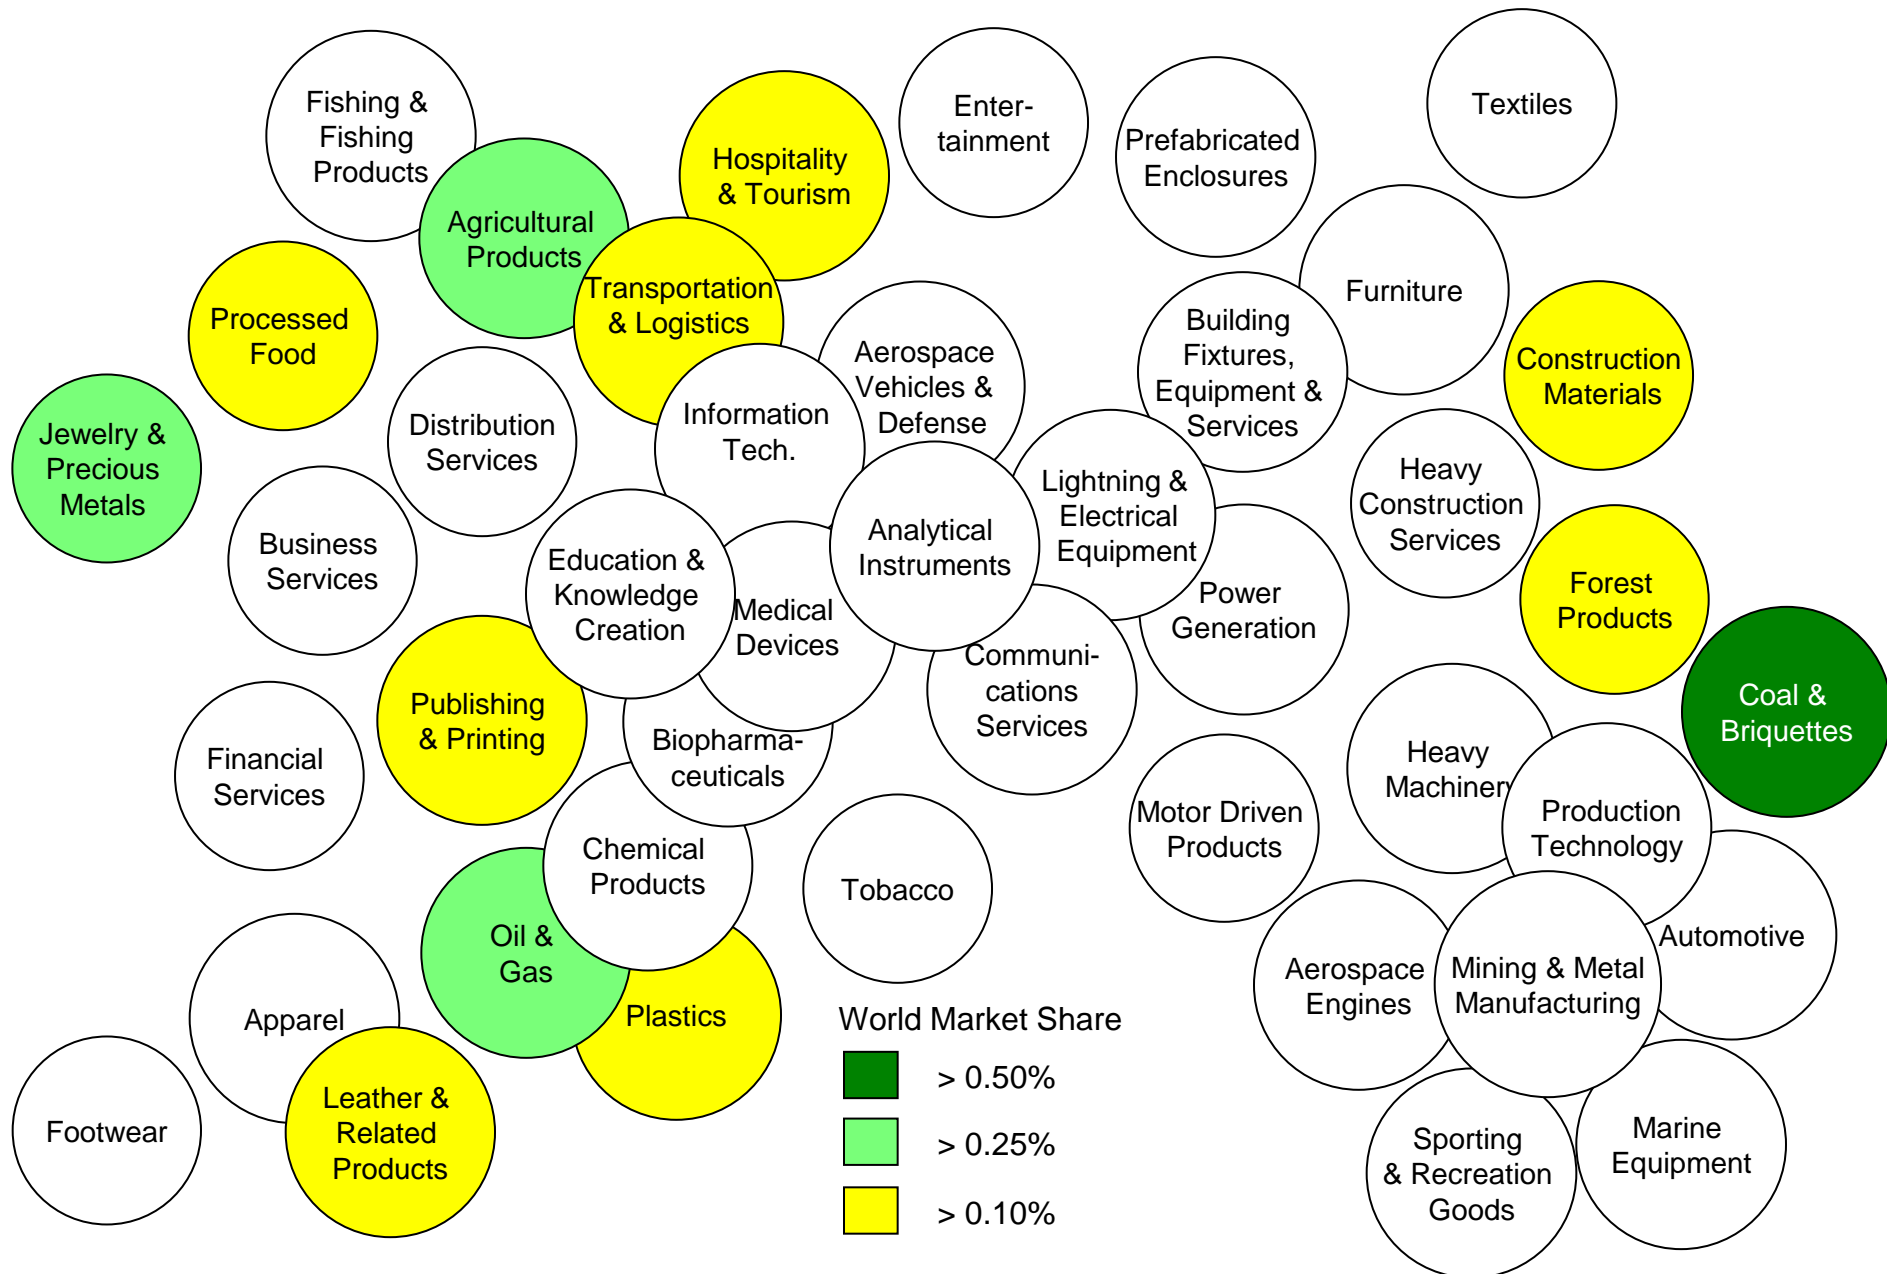 Fishing &
Fishing
Products
Agricultural
Products
Hospitality
& Tourism
Enter-
tainment
Prefabricated
Enclosures
Textiles
Processed
Food
Transportation
& Logistics
Furniture
Building
Fixtures,
Equipment &
Services
Construction
Materials
Aerospace
Vehicles &
Defense
Jewelry &
Precious
Metals
Distribution
Services
Information
Tech.
Heavy
Construction
Services
Lightning &
Electrical
Equipment
Business
Services
Education &
Knowledge
Creation
Analytical
Instruments
Medical
Devices
Power
Generation
Forest
Products
Communi-
cations
Services
Coal &
Briquettes
Publishing
& Printing
Financial
Services
Biopharma-
ceuticals
Heavy
Machinery
Motor Driven
Products
Production
Technology
Chemical
Products
Tobacco
Oil &
Gas
Automotive
Aerospace
Engines
Mining & Metal
Manufacturing
Apparel
Plastics
World Market Share
> 0.50%
> 0.25%
> 0.10%
Footwear
Leather &
Related
Products
Sporting
& Recreation
Goods
Marine
Equipment